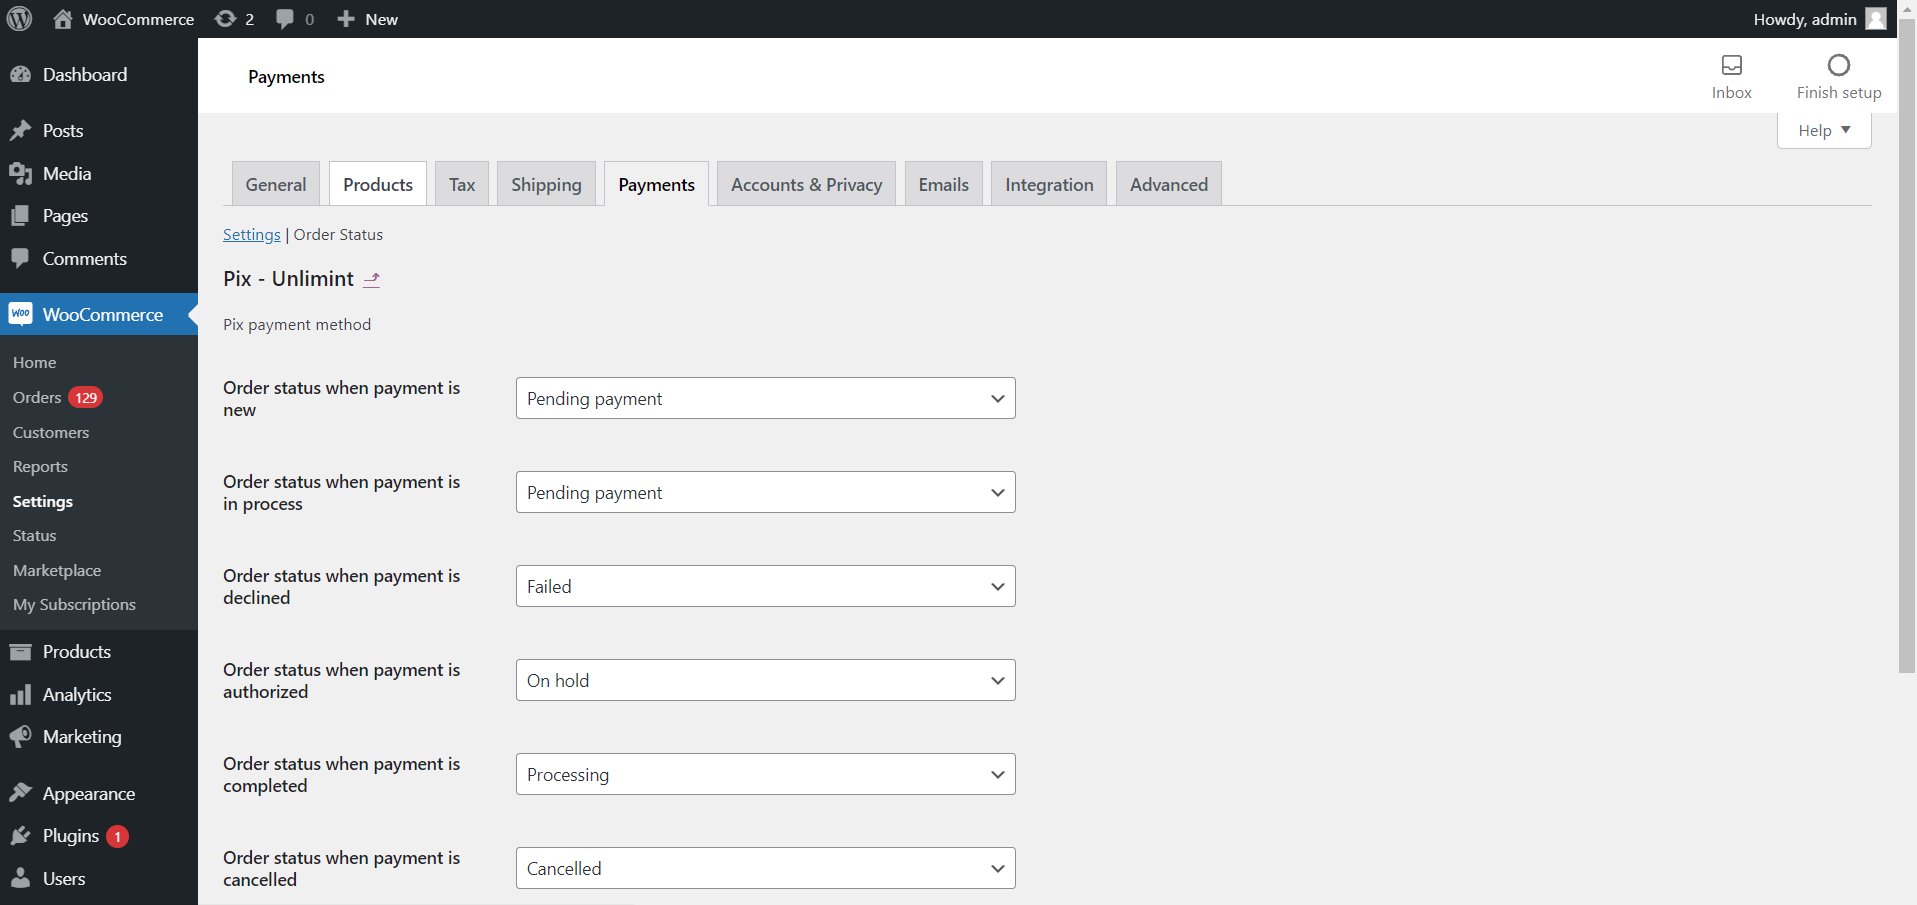 WooCommerce 2 0 New
Howdy, admin
Dashboard
Posts
Media
Pages
Comments
Woo WooCommerce
Home
Orders 129
Customers
Reports
Settings
Status
Marketplace
My Subscriptions
Products
Analytics
Marketing
Appearance
Plugins 1
Users
Payments
Inbox
Finish setup
Help
General Products Tax Shipping Payments Accounts & Privacy Emails Integration Advanced
Settings | Order Status
Pix - Unlimint
Pix payment method
Order status when payment is
new
Pending payment
Order status when payment is
in process
Pending payment
Order status when payment is
declined
Failed
Order status when payment is
authorized
On hold
Order status when payment is
completed
Processing
Order status when payment is
cancelled
Cancelled